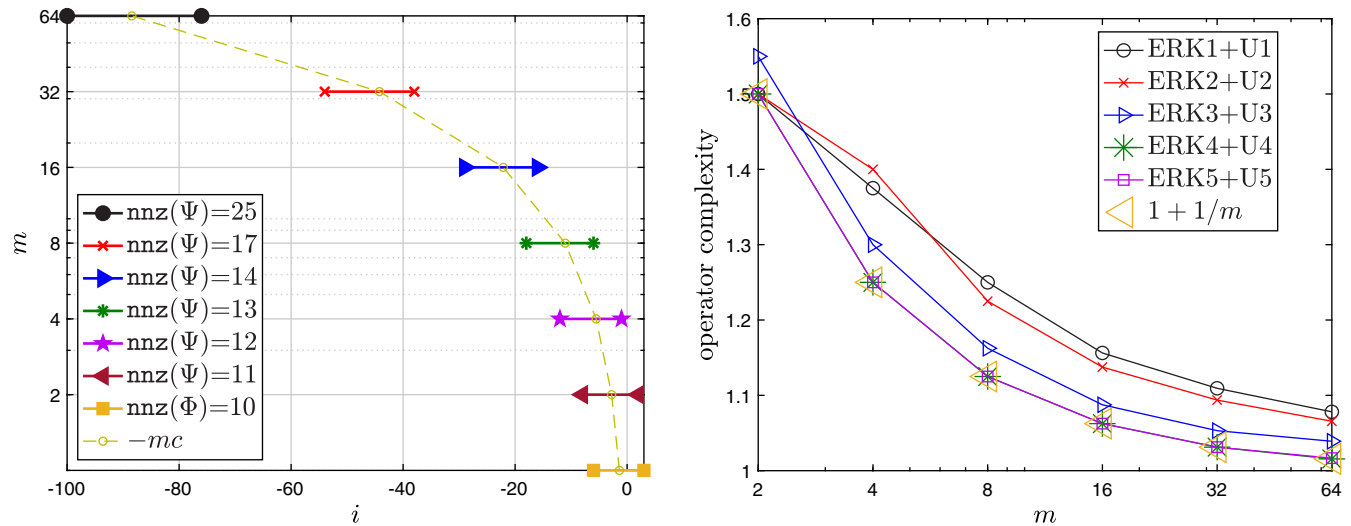 64
32
16
8
4
2
m
-100
-80
-60
-40
-20
0
i
nnz(Ψ)=25
nnz(Ψ)=17
nnz(Ψ)=14
nnz(Ψ)=13
nnz(Ψ)=12
nnz(Ψ)=11
nnz(Φ)=10
−mc
1.6
1.5
1.4
1.3
1.2
1.1
1
operator complexity
2
4
8
16
32
64
m
ERK1+U1
ERK2+U2
ERK3+U3
ERK4+U4
ERK5+U5
1 + 1/m